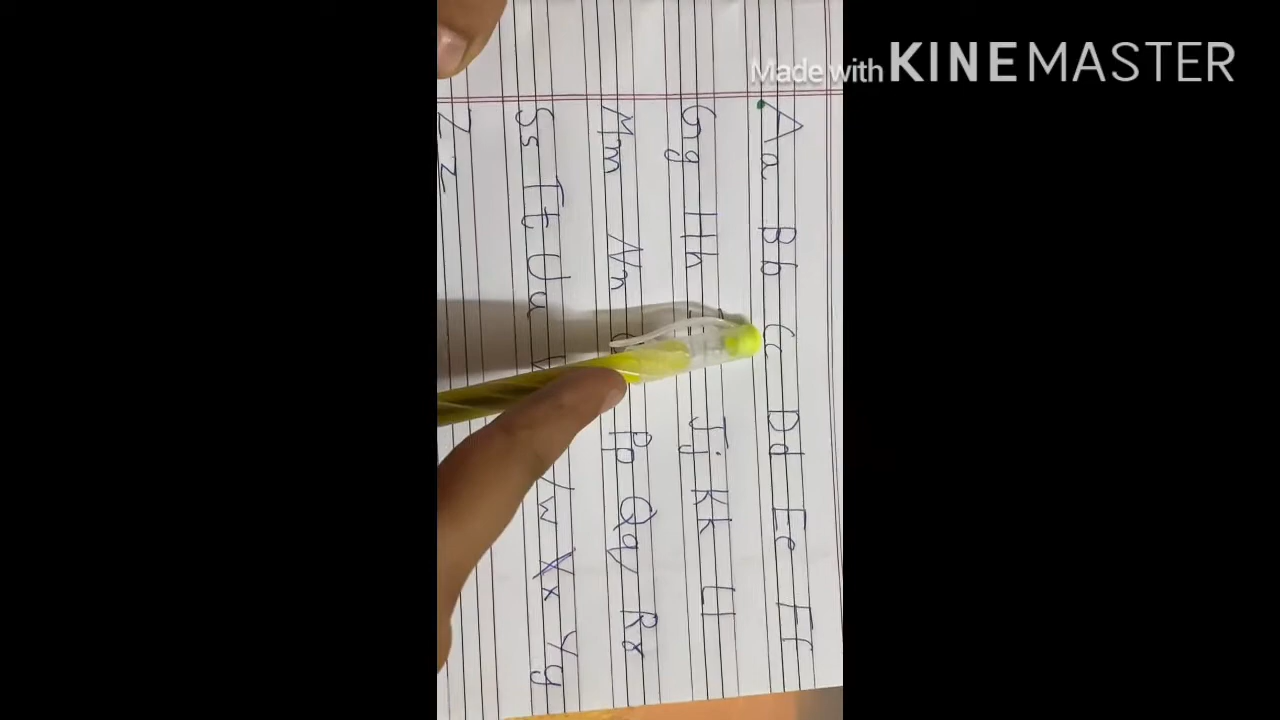 Made with KINEMASTER
Aa Bb Cc Dd Ee Ff
Gg Hh Jj Kk Ll
Mm Nn Pp Qq Rr
Ss Tt Uu w Xx Yy
Zz